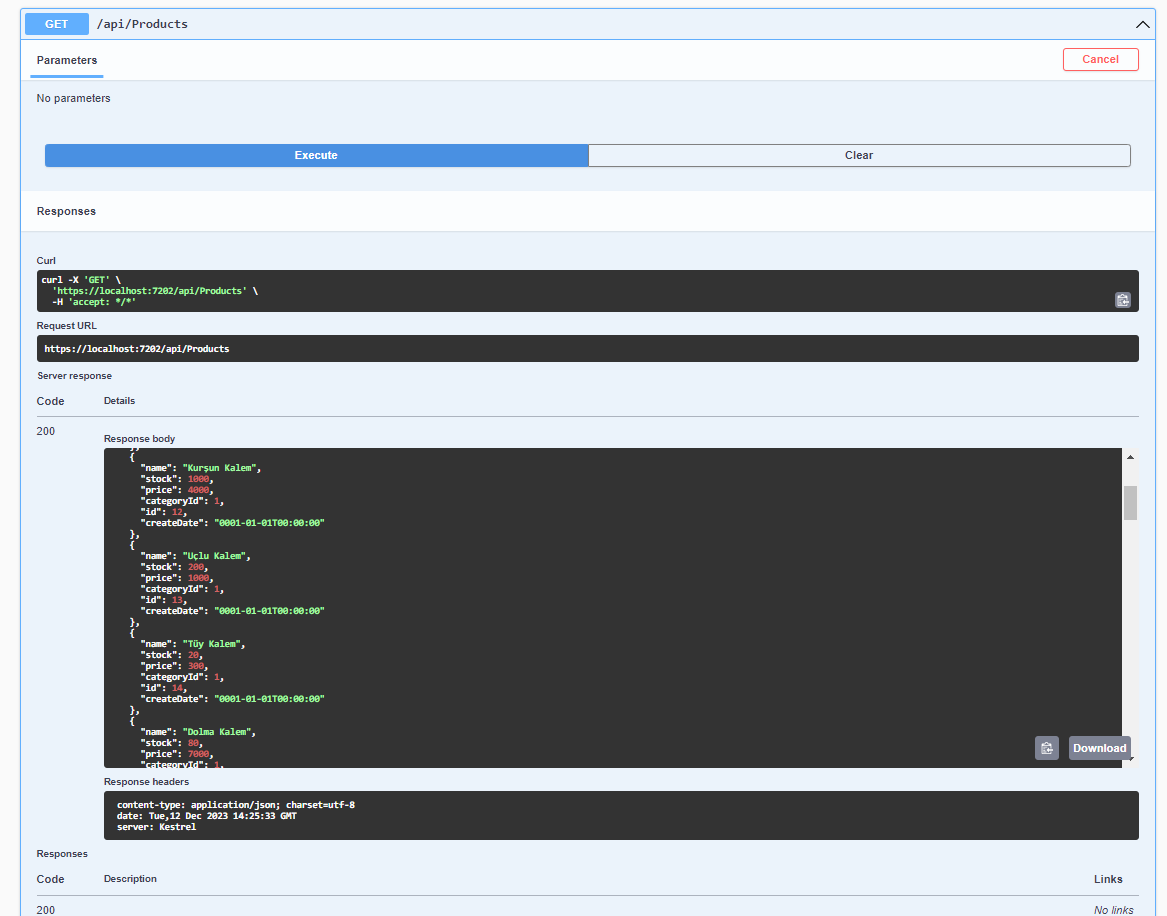 GET /api/Products
Parameters
Cancel
No parameters
Execute
Clear
Responses
Curl
curl -X 'GET' \
'https://localhost:7202/api/Products' \
-H 'accept: */*'
Request URL
https://localhost:7202/api/Products
Server response
Code Details
200
Response body
},
{
"name": "Kurşun Kalem",
"stock": 1000,
"price": 4000,
"categoryId": 1,
"id": 12,
"createDate": "0001-01-01T00:00:00"
},
{
"name": "Uçlu Kalem",
"stock": 200,
"price": 1000,
"categoryId": 1,
"id": 13,
"createDate": "0001-01-01T00:00:00"
},
{
"name": "Tüy Kalem",
"stock": 20,
"price": 300,
"categoryId": 1,
"id": 14,
"createDate": "0001-01-01T00:00:00"
},
{
"name": "Dolma Kalem",
"stock": 80,
"price": 7000,
"categoryId": 1,
Download
Response headers
content-type: application/json; charset=utf-8
date: Tue,12 Dec 2023 14:25:33 GMT
server: Kestrel
Responses
Code Description Links
200 No links